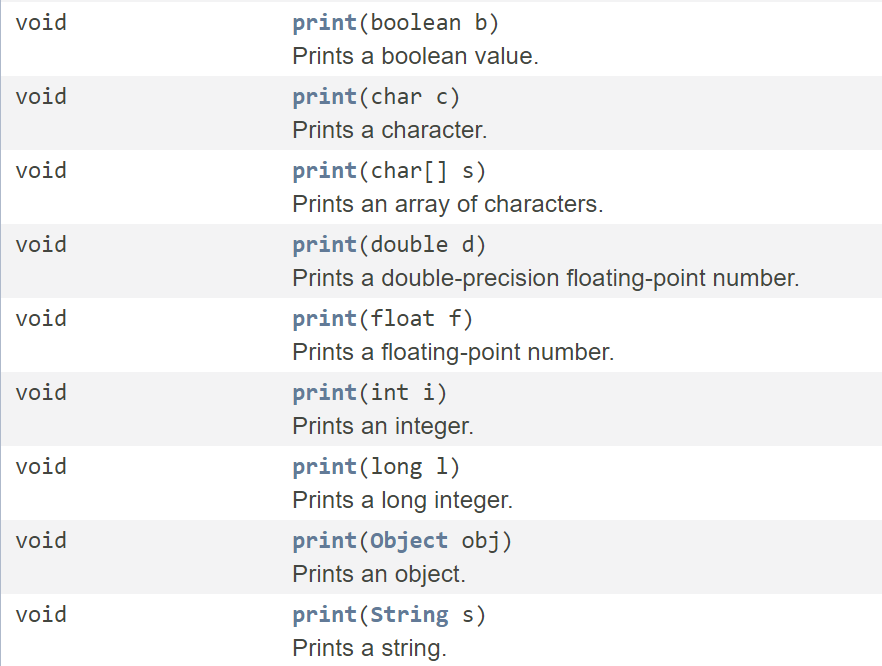 void print(boolean b)
Prints a boolean value.
void print(char c)
Prints a character.
void print(char[] s)
Prints an array of characters.
void print(double d)
Prints a double-precision floating-point number.
void print(float f)
Prints a floating-point number.
void print(int i)
Prints an integer.
void print(long l)
Prints a long integer.
void print(Object obj)
Prints an object.
void print(String s)
Prints a string.